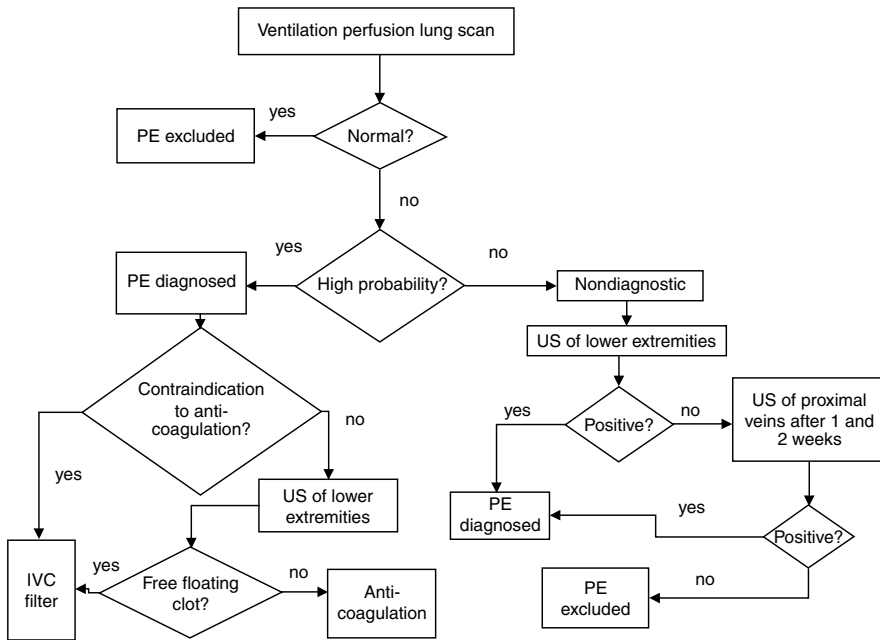 Ventilation perfusion lung scan
yes
PE excluded
Normal?
no
yes
no
PE diagnosed
High probability?
Nondiagnostic
US of lower extremities
Contraindication
to anti-
coagulation?
no
yes
Positive?
no
US of proximal
veins after 1 and
2 weeks
yes
US of lower
extremities
PE
diagnosed
yes
Positive?
IVC
filter
yes
Free floating
clot?
no
Anti-
coagulation
PE
excluded
no